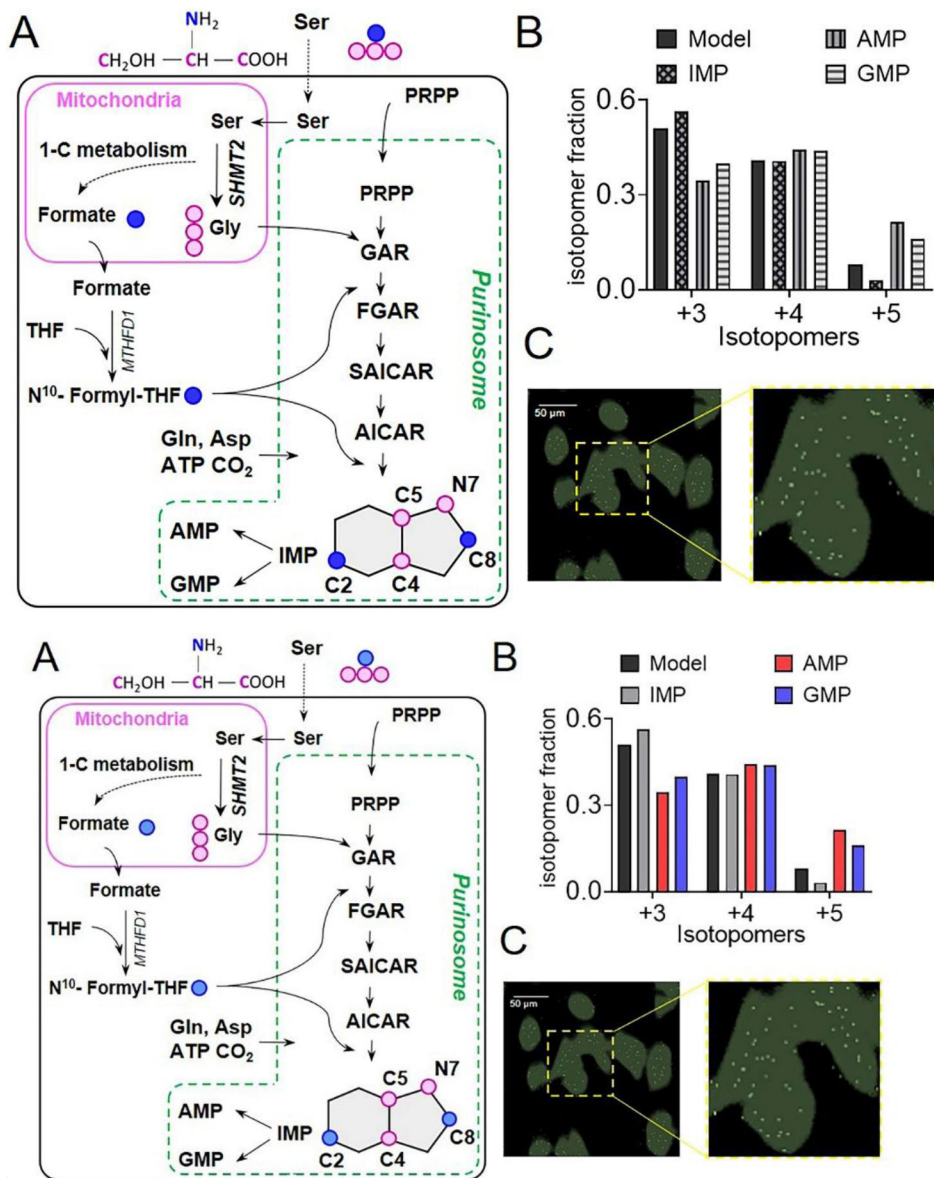 A
NH₂
CH₂OH — CH — COOH
Ser
PRPP
Mitochondria
Ser
Ser
1-C metabolism
SHMT2
Formate
Gly
PRPP
GAR
Formate
FGAR
THF
MTHFD1
SAICAR
N¹⁰- Formyl-THF
AICAR
Gln, Asp
ATP CO₂
Purinosome
N7
C5
AMP
IMP
C8
GMP
C2
C4
B
Model
AMP
IMP
GMP
isotopomer fraction
0.6
0.3
0.0
+3
+4
+5
Isotopomers
C
50 µm
A
NH₂
CH₂OH — CH — COOH
Ser
PRPP
Mitochondria
Ser
Ser
1-C metabolism
SHMT2
Formate
Gly
PRPP
GAR
Formate
FGAR
THF
MTHFD1
SAICAR
N¹⁰- Formyl-THF
AICAR
Gln, Asp
ATP CO₂
Purinosome
N7
C5
AMP
IMP
C8
GMP
C2
C4
B
Model
AMP
IMP
GMP
isotopomer fraction
0.6
0.3
0.0
+3
+4
+5
Isotopomers
C
50 µm